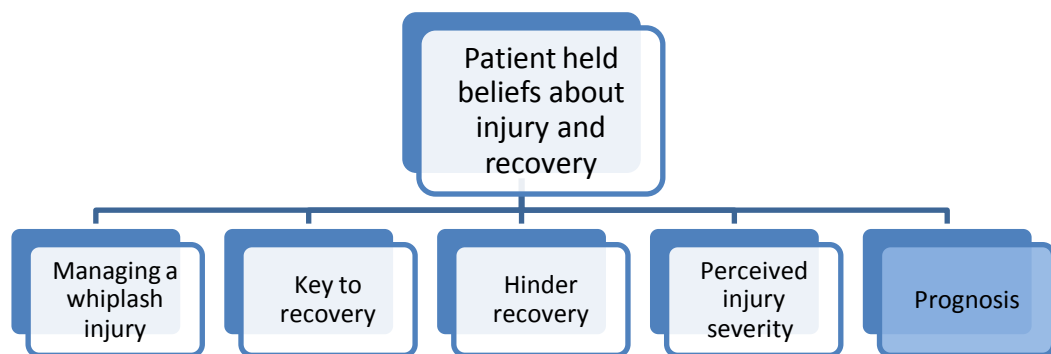 Patient held
beliefs about
injury and
recovery
Managing a
whiplash
injury
Key to
recovery
Hinder
recovery
Perceived
injury
severity
Prognosis